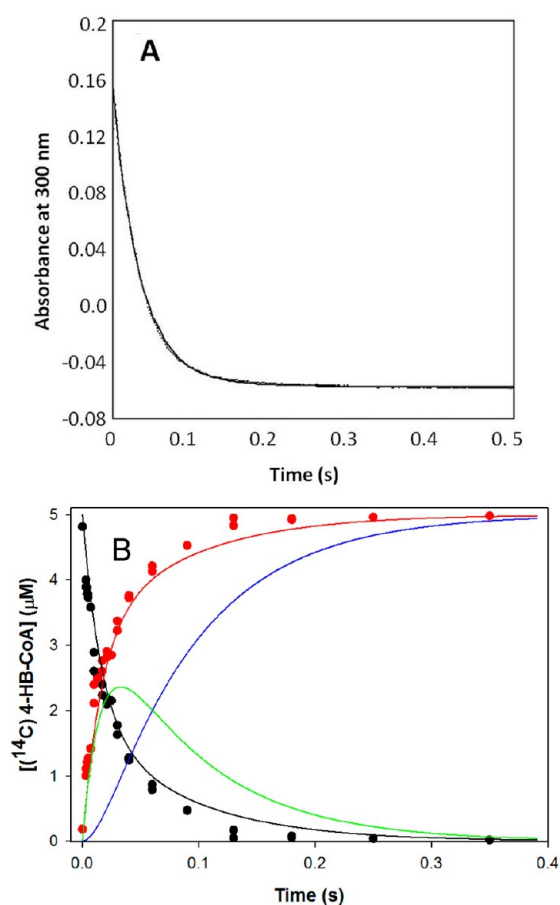 A
0.2
0.16
0.12
0.08
0.04
0.0
-0.04
-0.08
Absorbance at 300 nm
0 0.1 0.2 0.3 0.4 0.5
Time (s)
B
5
4
3
2
1
0
[(¹⁴C) 4-HB-CoA] (μM)
0.0 0.1 0.2 0.3 0.4
Time (s)